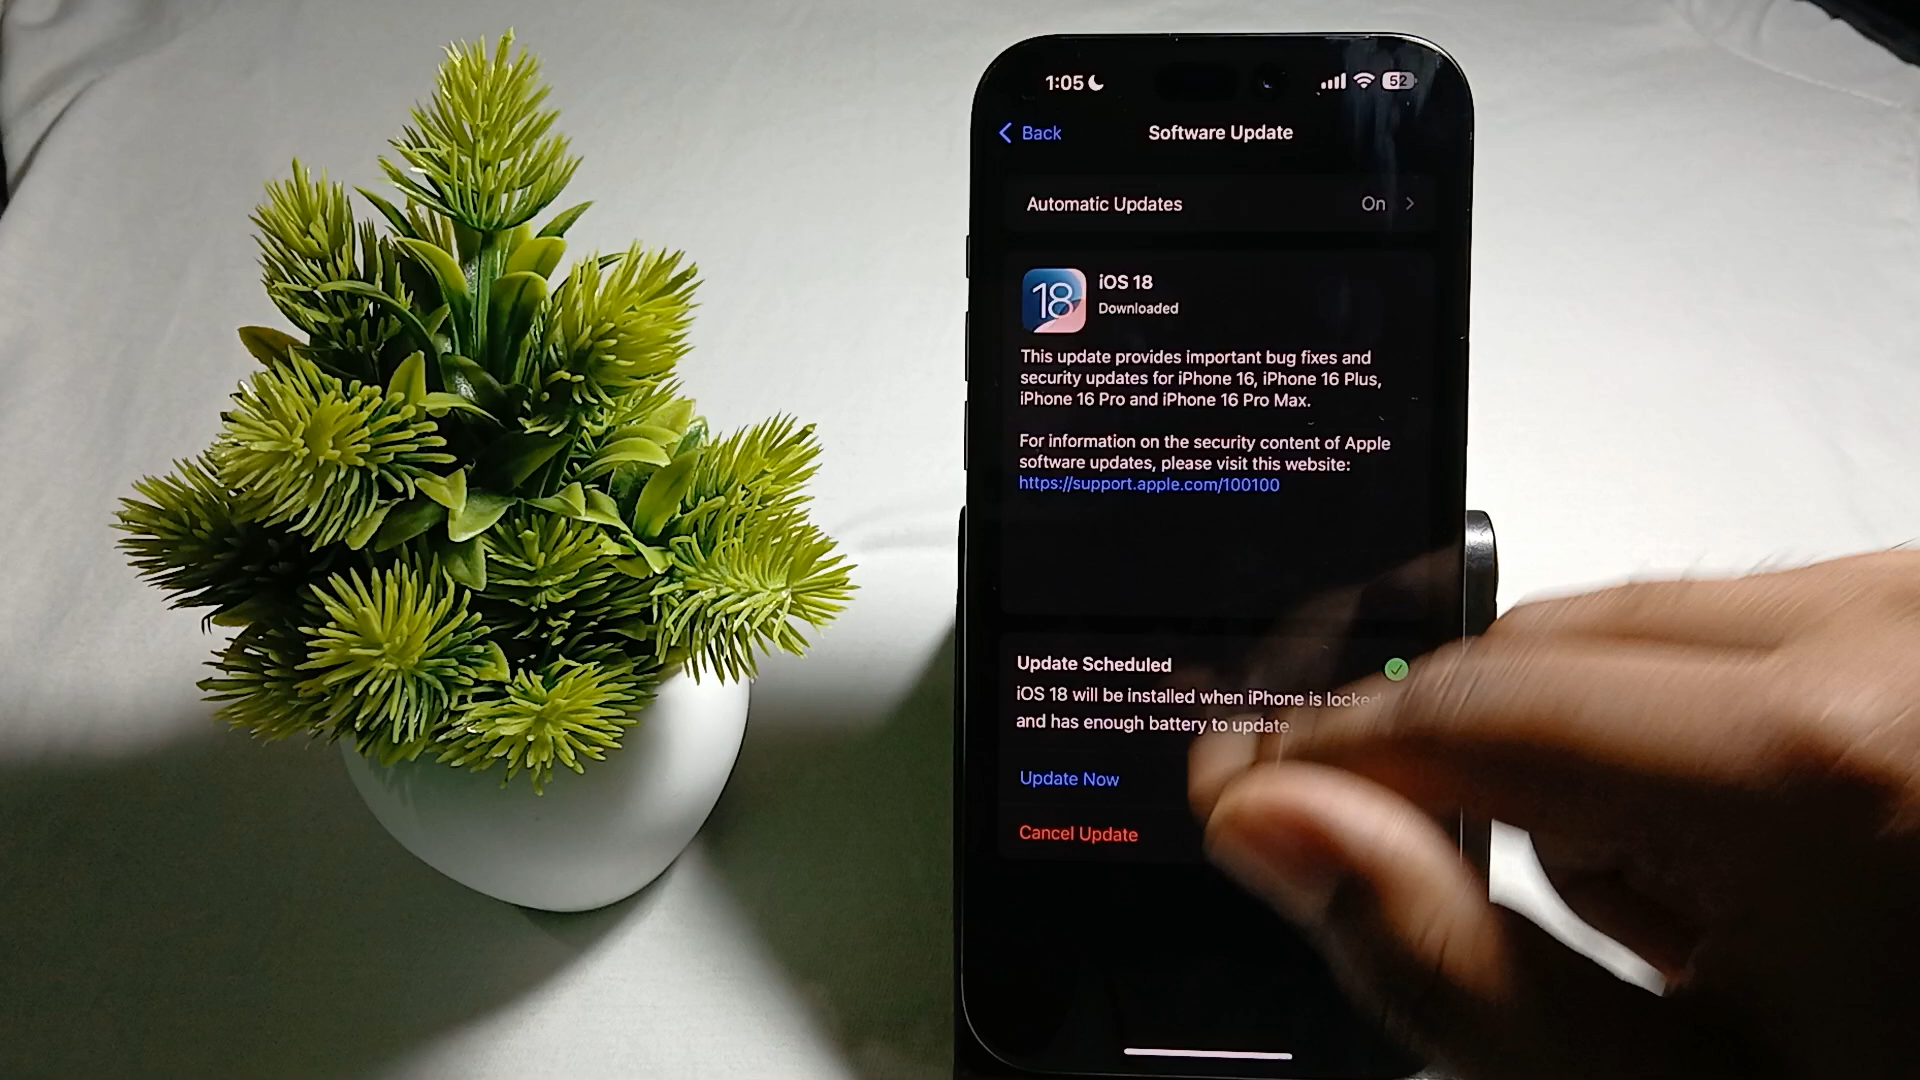 1:05
52
Back
Software Update
Automatic Updates
On
18
iOS 18
Downloaded
This update provides important bug fixes and
security updates for iPhone 16, iPhone 16 Plus,
iPhone 16 Pro and iPhone 16 Pro Max.
For information on the security content of Apple
software updates, please visit this website:
https://support.apple.com/100100
Update Scheduled
iOS 18 will be installed when iPhone is locked
and has enough battery to update
Update Now
Cancel Update